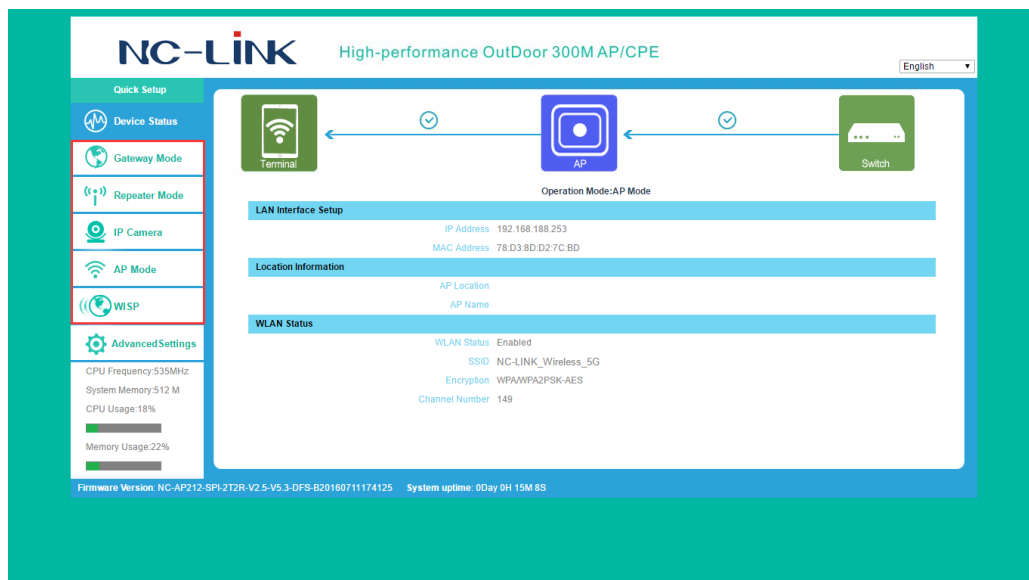 NC-LINK
High-performance OutDoor 300M AP/CPE
English
Quick Setup
Device Status
Gateway Mode
Repeater Mode
IP Camera
AP Mode
WISP
AdvancedSettings
CPU Frequency:535MHz
System Memory:512 M
CPU Usage:18%
Memory Usage:22%
Terminal
AP
Switch
Operation Mode:AP Mode
LAN Interface Setup
IP Address 192.168.188.253
MAC Address 78:D3:8D:D2:7C:BD
Location Information
AP Location
AP Name
WLAN Status
WLAN Status Enabled
SSID NC-LINK_Wireless_5G
Encryption WPA/WPA2PSK-AES
Channel Number 149
Firmware Version: NC-AP212-SPI-2T2R-V2.5-V5.3-DFS-B20160711174125 System uptime: 0Day 0H 15M 8S